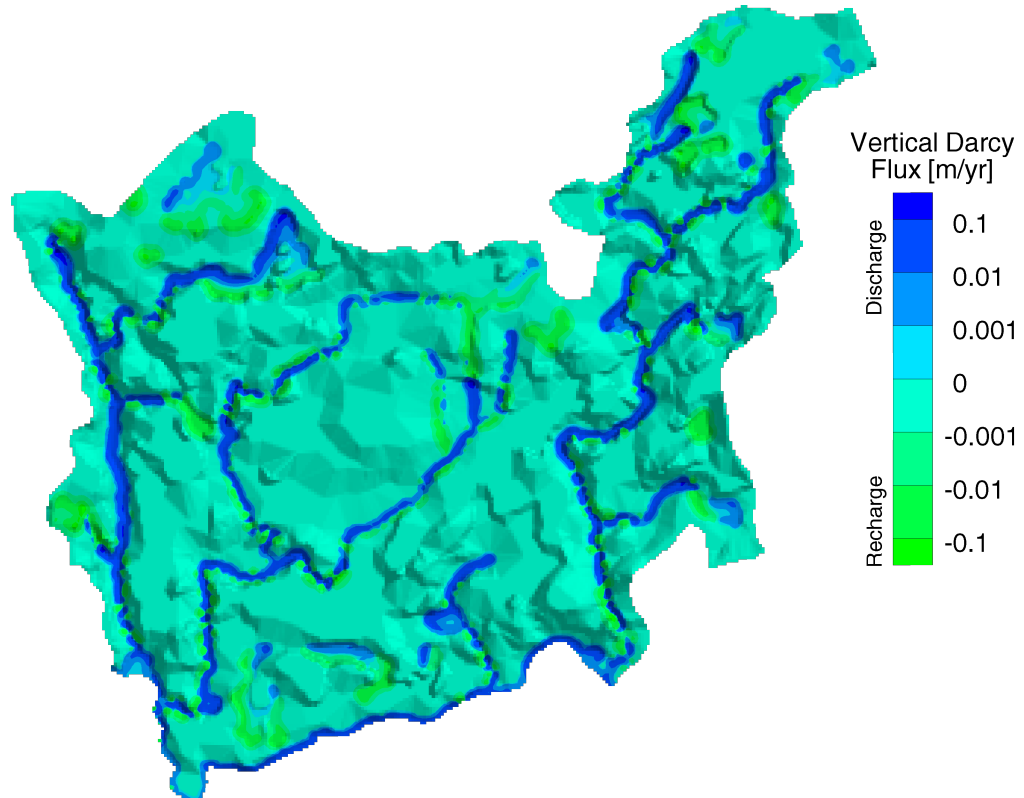 Vertical Darcy
Flux [m/yr]
Discharge
0.1
0.01
0.001
0
-0.001
-0.01
-0.1
Recharge